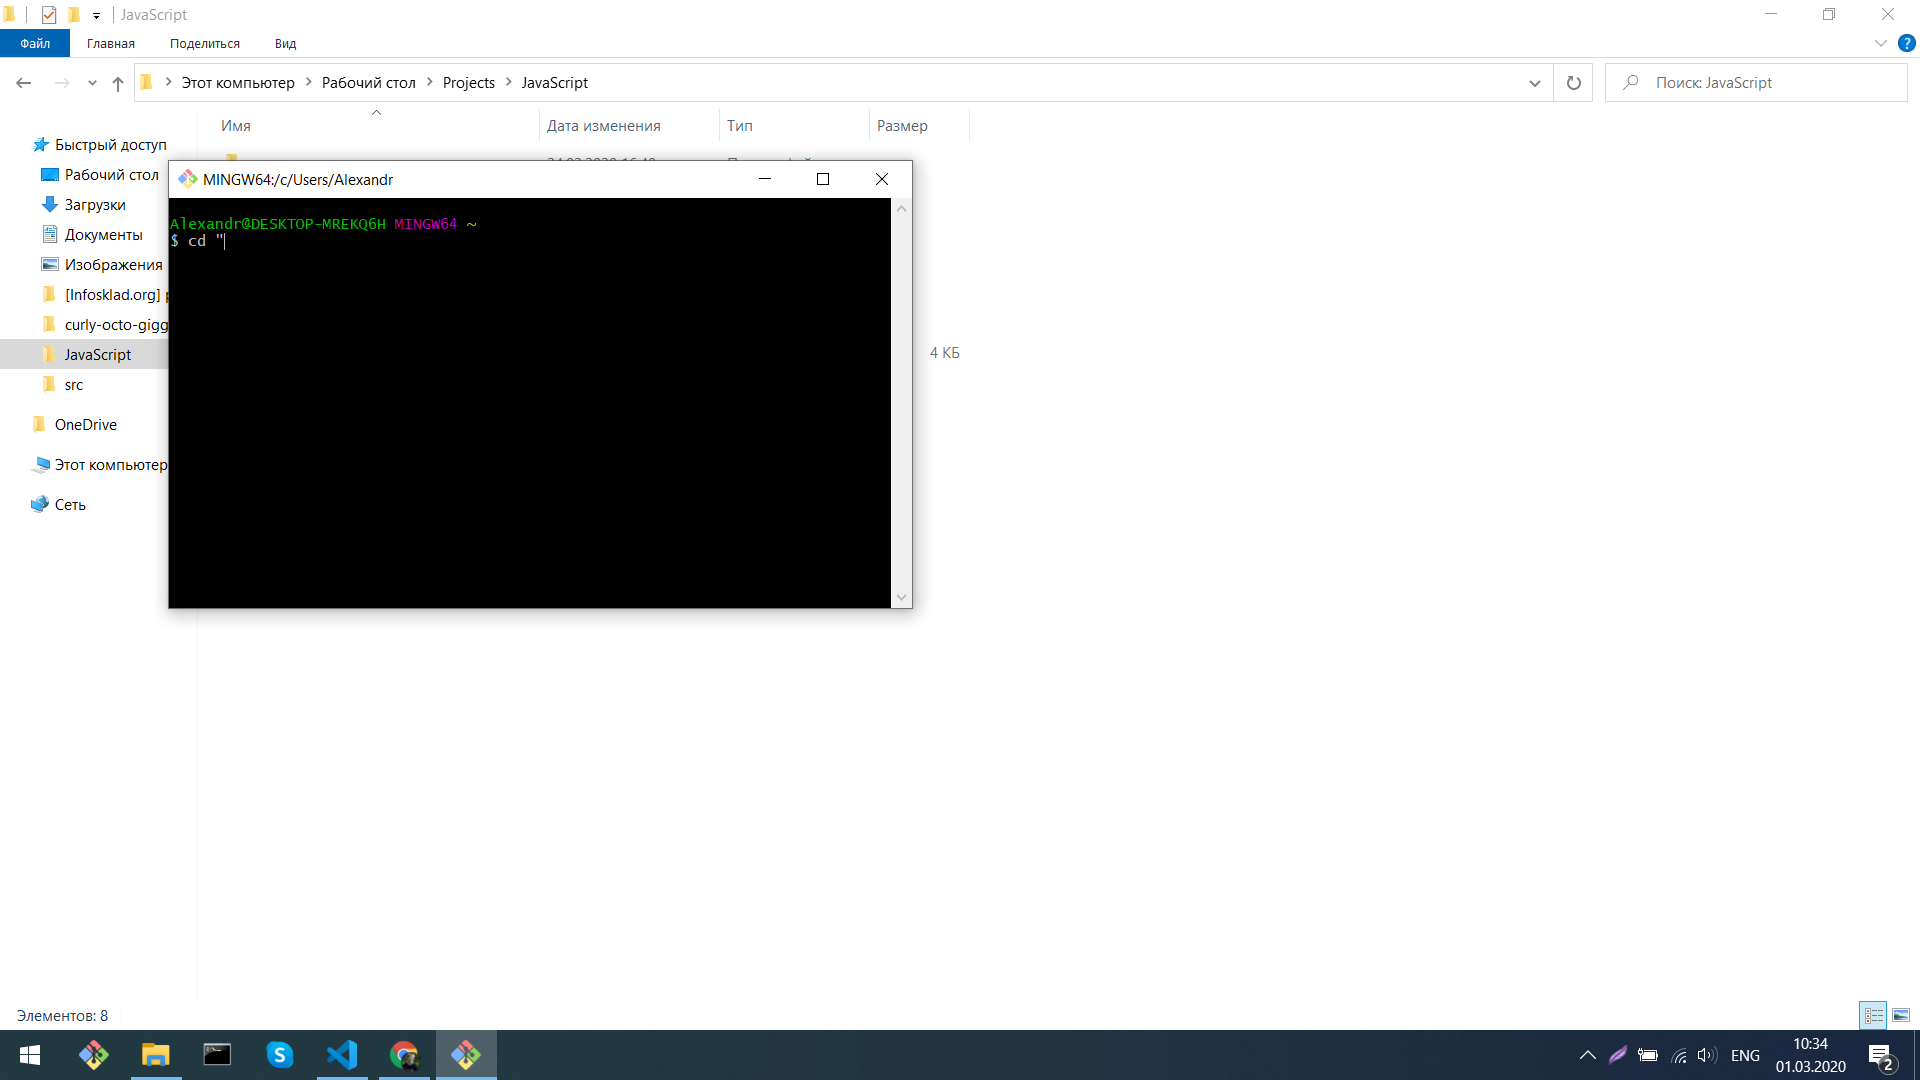 JavaScript
Файл Главная Поделиться Вид
Этот компьютер Рабочий стол Projects JavaScript
Поиск: JavaScript
Имя Дата изменения Тип Размер
Быстрый доступ
Рабочий стол
Загрузки
Документы
Изображения
[Infosklad.org]
curly-octo-gigg
JavaScript
src
OneDrive
Этот компьютер
Сеть
MINGW64:/c/Users/Alexandr
Alexandr@DESKTOP-MREKQ6H MINGW64 ~
$ cd "
4 КБ
Элементов: 8
ENG
10:34
01.03.2020
2